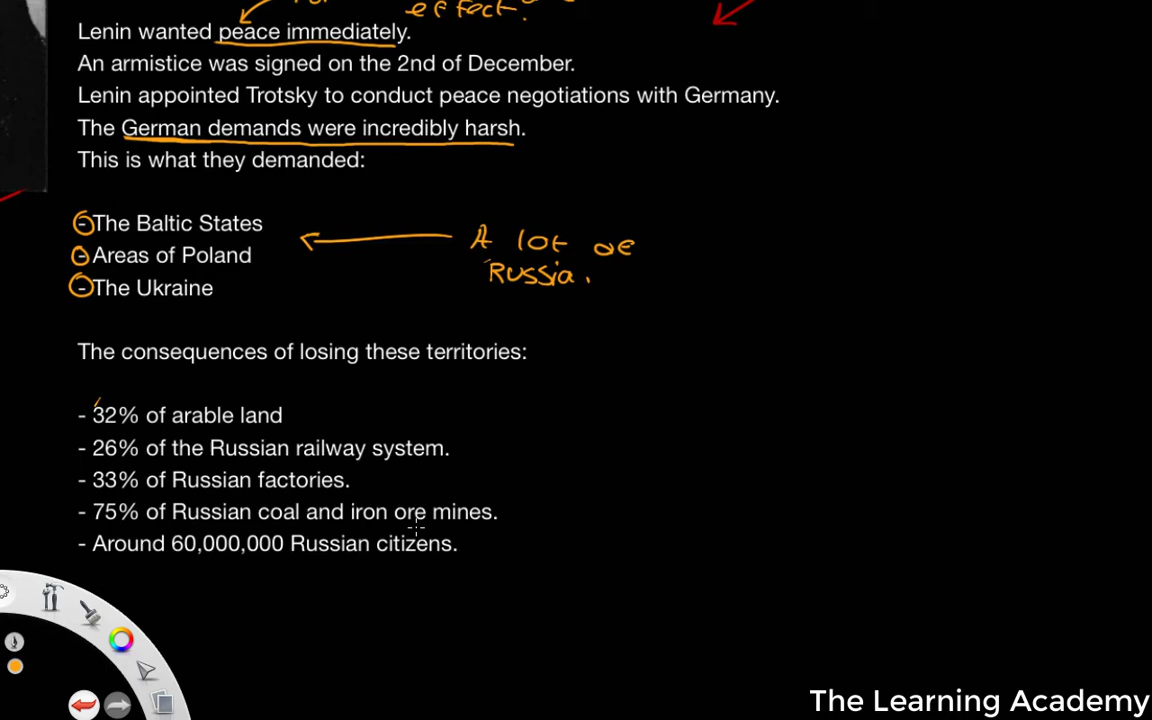 effect.
Lenin wanted peace immediately.
An armistice was signed on the 2nd of December.
Lenin appointed Trotsky to conduct peace negotiations with Germany.
The German demands were incredibly harsh.
This is what they demanded:
- The Baltic States
- Areas of Poland
- The Ukraine
A lot of
Russia.
The consequences of losing these territories:
- 32% of arable land
- 26% of the Russian railway system.
- 33% of Russian factories.
- 75% of Russian coal and iron ore mines.
- Around 60,000,000 Russian citizens.
The Learning Academy